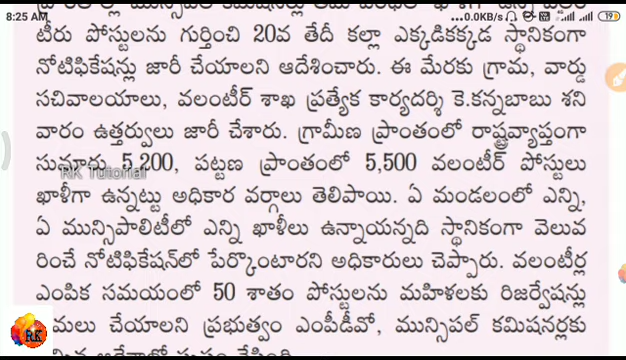 8:25 AM ...0.0KB/s 19
టీరు పోస్టులను గుర్తించి 20వ తేదీ కల్లా ఎక్కడికక్కడ స్థానికంగా
నోటిఫికేషన్లు జారీ చేయాలని ఆదేశించారు. ఈ మేరకు గ్రామ, వార్డు
సచివాలయాలు, వలంటీర్ శాఖ ప్రత్యేక కార్యదర్శి కె.కన్నబాబు శని
వారం ఉత్తర్వులు జారీ చేశారు. గ్రామీణ ప్రాంతంలో రాష్ట్రవ్యాప్తంగా
సుమారు 5,200, పట్టణ ప్రాంతంలో 5,500 వలంటీర్ పోస్టులు
RK Tutorial
ఖాళీగా ఉన్నట్టు అధికార వర్గాలు తెలిపాయి. ఏ మండలంలో ఎన్ని,
ఏ మున్సిపాలిటీలో ఎన్ని ఖాళీలు ఉన్నాయన్నది స్థానికంగా వెలువ
రించే నోటిఫికేషన్‌లో పేర్కొంటారని అధికారులు చెప్పారు. వలంటీర్ల
ఎంపిక సమయంలో 50 శాతం పోస్టులను మహిళలకు రిజర్వేషన్లు
మలు చేయాలని ప్రభుత్వం ఎంపీడీవో, మున్సిపల్ కమిషనర్లకు
RK